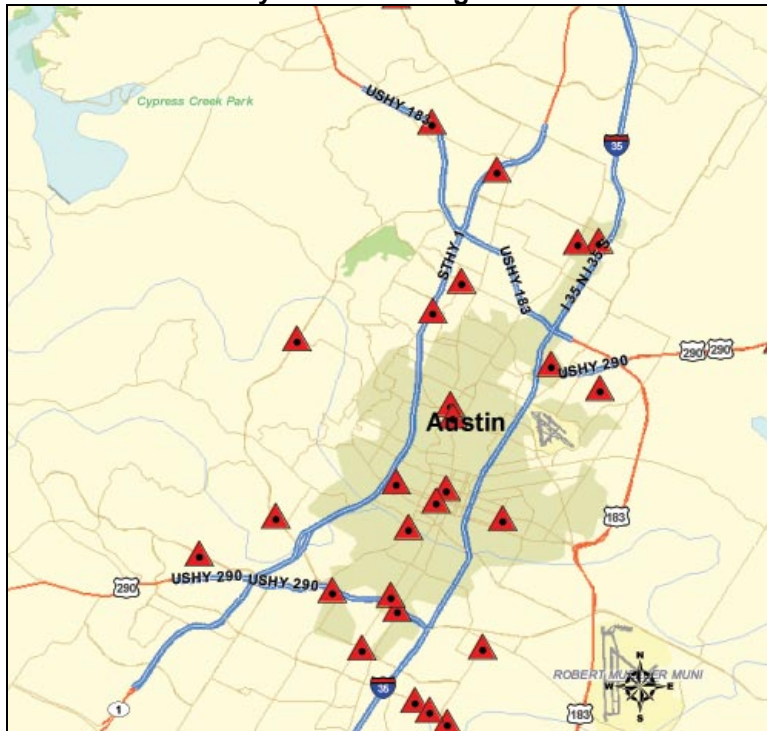 USHY 183
Cypress Creek Park
35
STHY 1
USHY 183
I 35 N I 35 S
290 290
USHY 290
Austin
183
290
USHY 290 USHY 290
N
W E
S
35
1
183